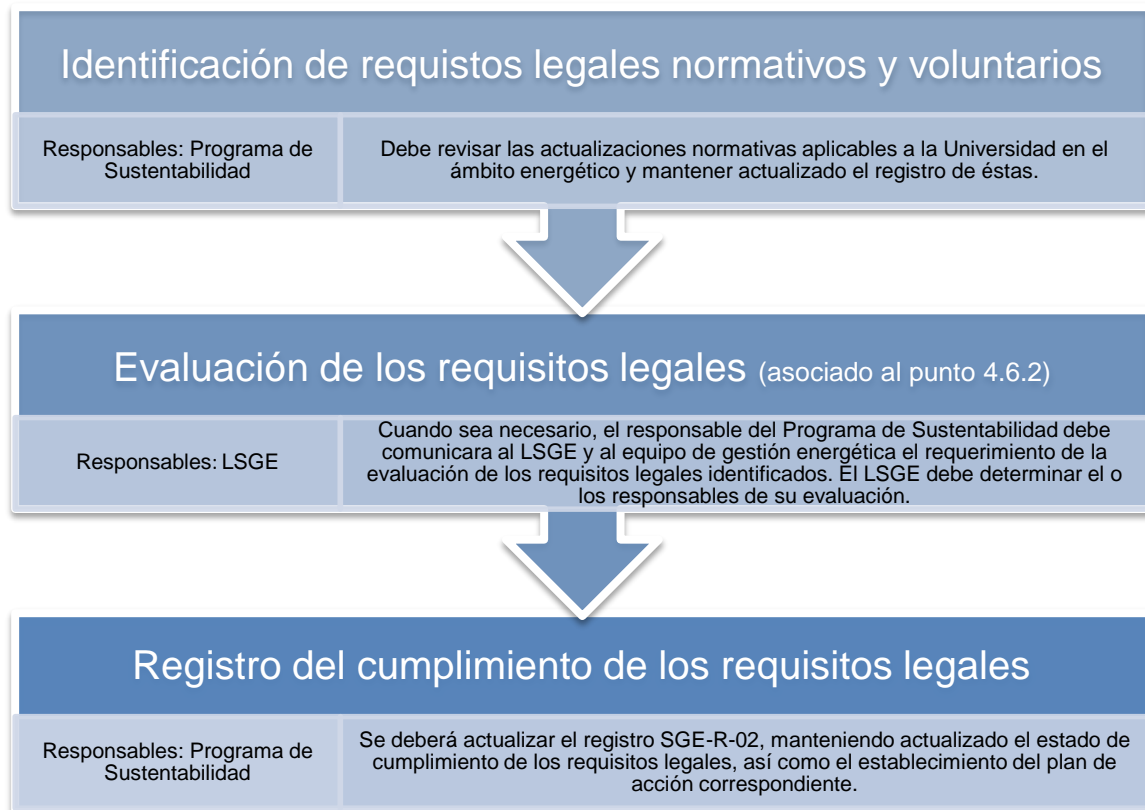 Identificación de requistos legales normativos y voluntarios
Responsables: Programa de
Sustentabilidad
Debe revisar las actualizaciones normativas aplicables a la Universidad en el
ámbito energético y mantener actualizado el registro de éstas.
Evaluación de los requisitos legales (asociado al punto 4.6.2)
Responsables: LSGE
Cuando sea necesario, el responsable del Programa de Sustentabilidad debe
comunicara al LSGE y al equipo de gestión energética el requerimiento de la
evaluación de los requisitos legales identificados. El LSGE debe determinar el o
los responsables de su evaluación.
Registro del cumplimiento de los requisitos legales
Responsables: Programa de
Sustentabilidad
Se deberá actualizar el registro SGE-R-02, manteniendo actualizado el estado de
cumplimiento de los requisitos legales, así como el establecimiento del plan de
acción correspondiente.